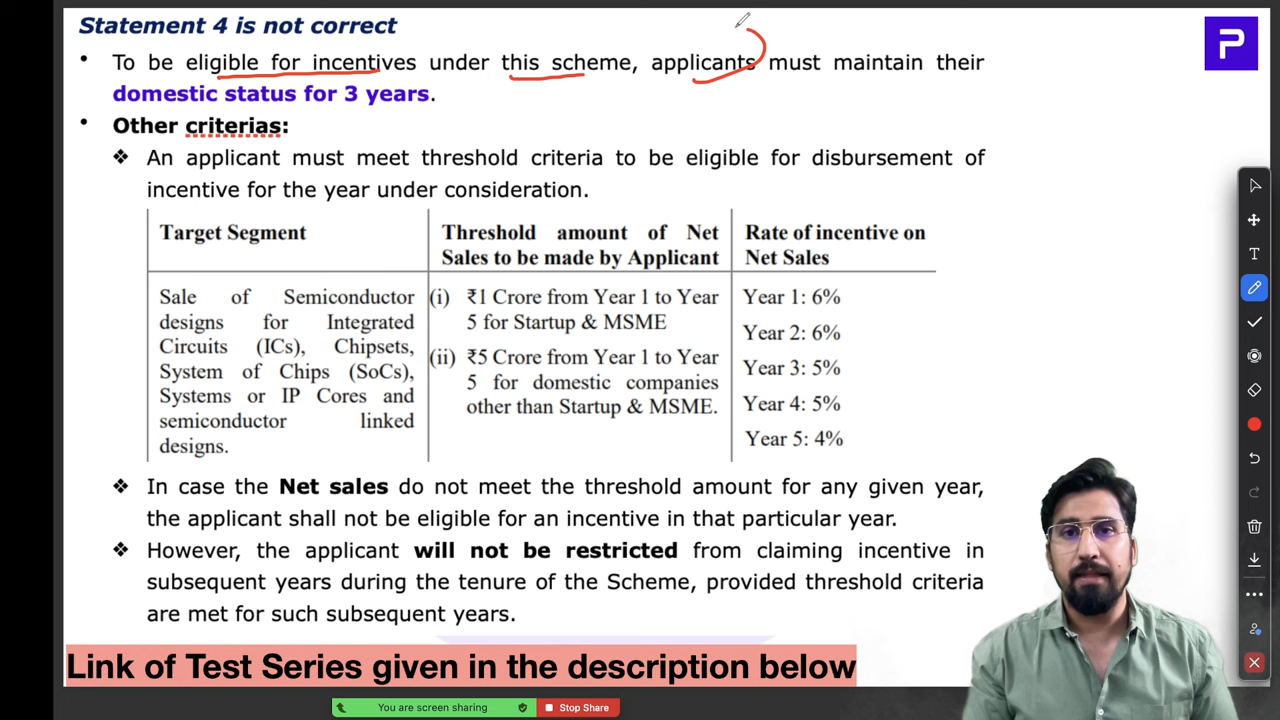 Statement 4 is not correct
• To be eligible for incentives under this scheme, applicants must maintain their
domestic status for 3 years.
• Other criterias:
❖ An applicant must meet threshold criteria to be eligible for disbursement of
incentive for the year under consideration.
Target Segment
Threshold amount of Net
Sales to be made by Applicant
Rate of incentive on
Net Sales
Sale of Semiconductor
designs for Integrated
Circuits (ICs), Chipsets,
System of Chips (SoCs),
Systems or IP Cores and
semiconductor linked
designs.
(i) ₹1 Crore from Year 1 to Year
5 for Startup & MSME
(ii) ₹5 Crore from Year 1 to Year
5 for domestic companies
other than Startup & MSME.
Year 1: 6%
Year 2: 6%
Year 3: 5%
Year 4: 5%
Year 5: 4%
❖ In case the Net sales do not meet the threshold amount for any given year,
the applicant shall not be eligible for an incentive in that particular year.
❖ However, the applicant will not be restricted from claiming incentive in
subsequent years during the tenure of the Scheme, provided threshold criteria
are met for such subsequent years.
Link of Test Series given in the description below
You are screen sharing
Stop Share
P
T